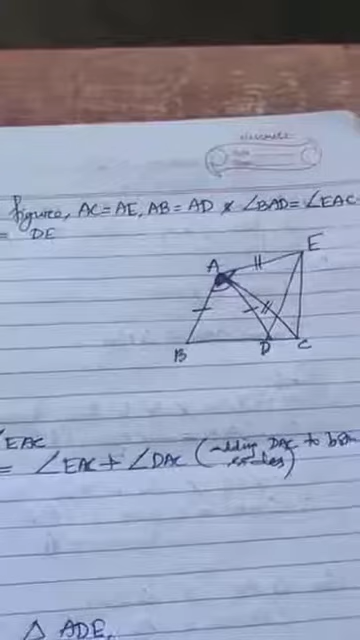 figure, AC = AE, AB = AD & ∠BAD = ∠EAC.
= DE
E
A
B
D
C
EAC
= ∠EAC + ∠DAC (adding DAC to both
sides)
Δ ADE,